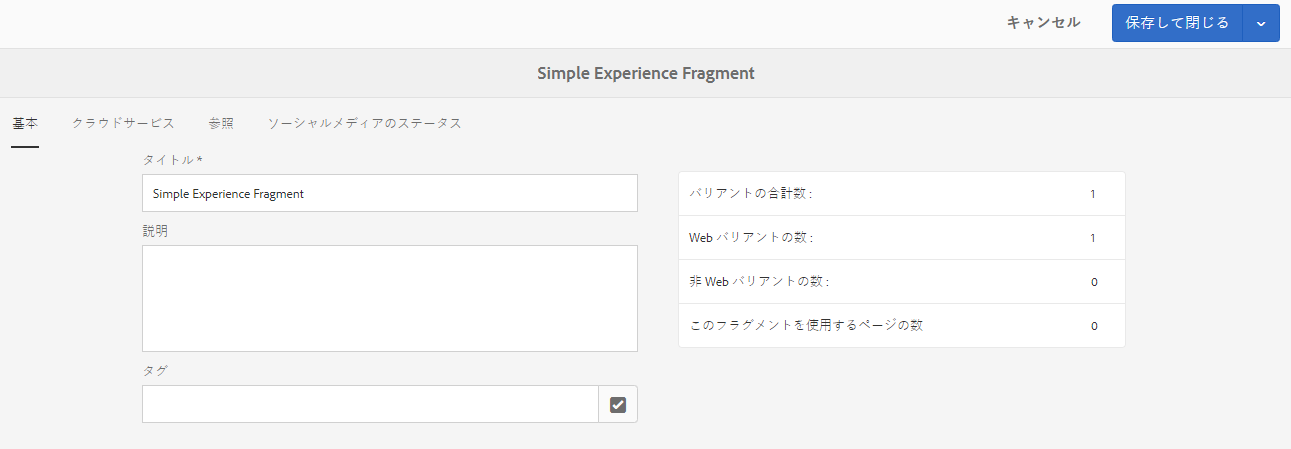 キャンセル 保存して閉じる
Simple Experience Fragment
基本 クラウドサービス 参照 ソーシャルメディアのステータス
タイトル *
Simple Experience Fragment
説明
タグ
バリアントの合計数 : 1
Web バリアントの数 : 1
非 Web バリアントの数 : 0
このフラグメントを使用するページの数 0